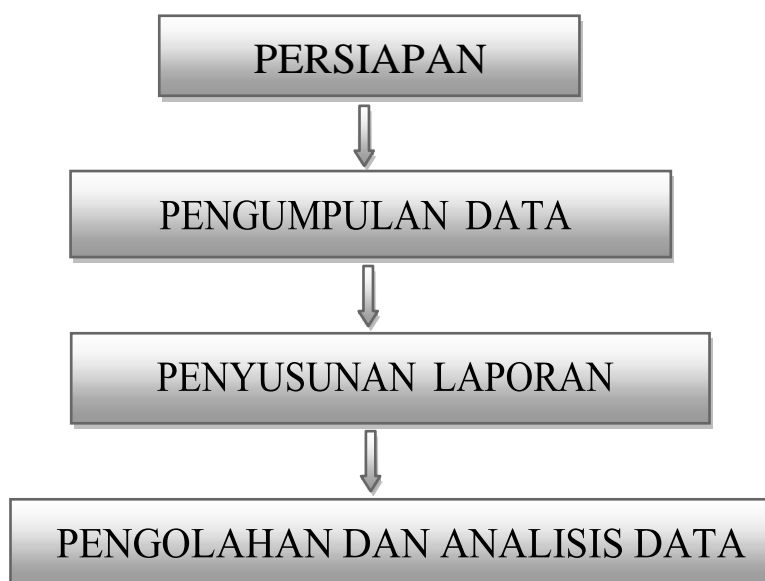 PERSIAPAN
PENGUMPULAN DATA
PENYUSUNAN LAPORAN
PENGOLAHAN DAN ANALISIS DATA